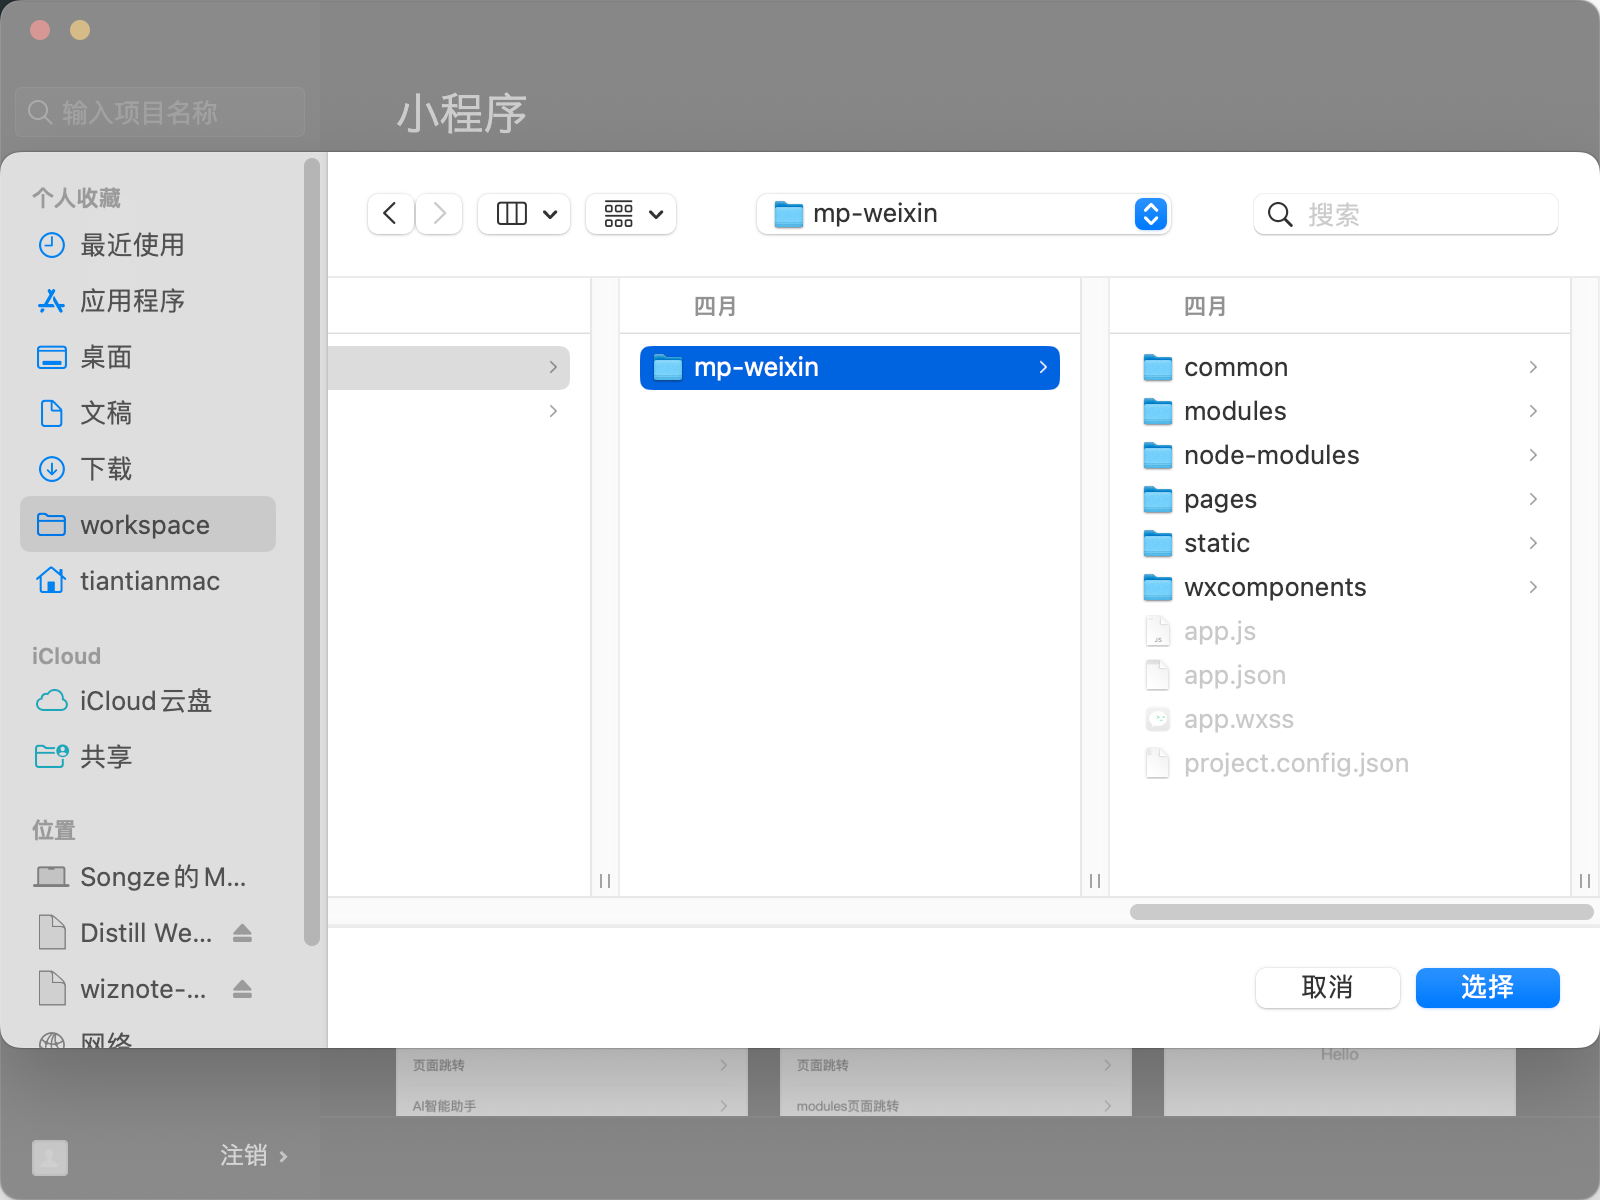 输入项目名称
小程序
个人收藏
最近使用
应用程序
桌面
文稿
下载
workspace
tiantianmac
iCloud
iCloud云盘
共享
位置
Songze的M...
Distill We...
wiznote-...
网络
mp-weixin
搜索
四月
四月
mp-weixin
common
modules
node-modules
pages
static
wxcomponents
app.js
app.json
app.wxss
project.config.json
取消
选择
页面跳转
页面跳转
Hello
AI智能助手
modules页面跳转
注销